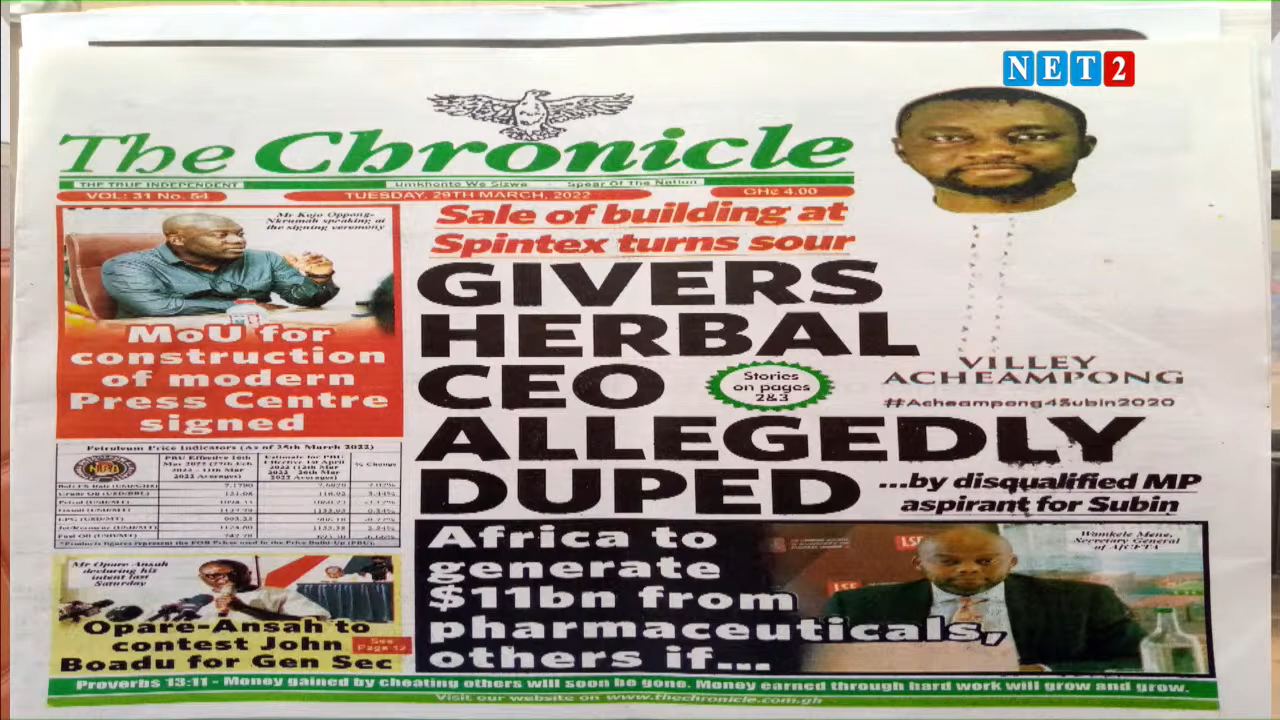 NET2
The Chronicle
THE TRUE INDEPENDENT
Umkhonto We Sizwe Spear Of The Nation
VOL: 31 No. 54
TUESDAY, 29TH MARCH, 2022
GH¢ 4.00
Mr Kojo Oppong-
Nkrumah speaking at
the signing ceremony
MoU for
construction
of modern
Press Centre
signed
Sale of building at
Spintex turns sour
GIVERS
HERBAL
CEO
ALLEGEDLY
DUPED
Stories
on pages
2&3
VILLEY
ACHEAMPONG
#Acheampong4Subin2020
...by disqualified MP
aspirant for Subin
Petroleum Price Indicators (As of 25th March 2022)
% Change
Mr Opare Ansah
declaring his
intent last
Saturday
Opare-Ansah to
contest John
Boadu for Gen Sec
See
Page 12
Africa to
generate
$11bn from
pharmaceuticals,
others if...
Wamkele Mene,
Secretary General
of AfCFTA
Proverbs 13:11 - Money gained by cheating others will soon be gone. Money earned through hard work will grow and grow.
Visit our website on www.thechronicle.com.gh